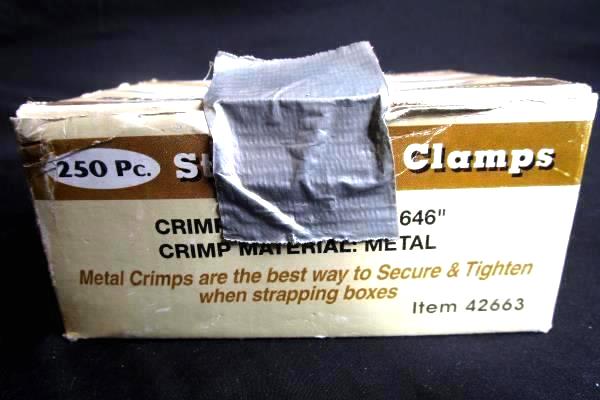 250 Pc. Clamps
CRIMP 646"
CRIMP MATERIAL: METAL
Metal Crimps are the best way to Secure & Tighten
when strapping boxes
Item 42663